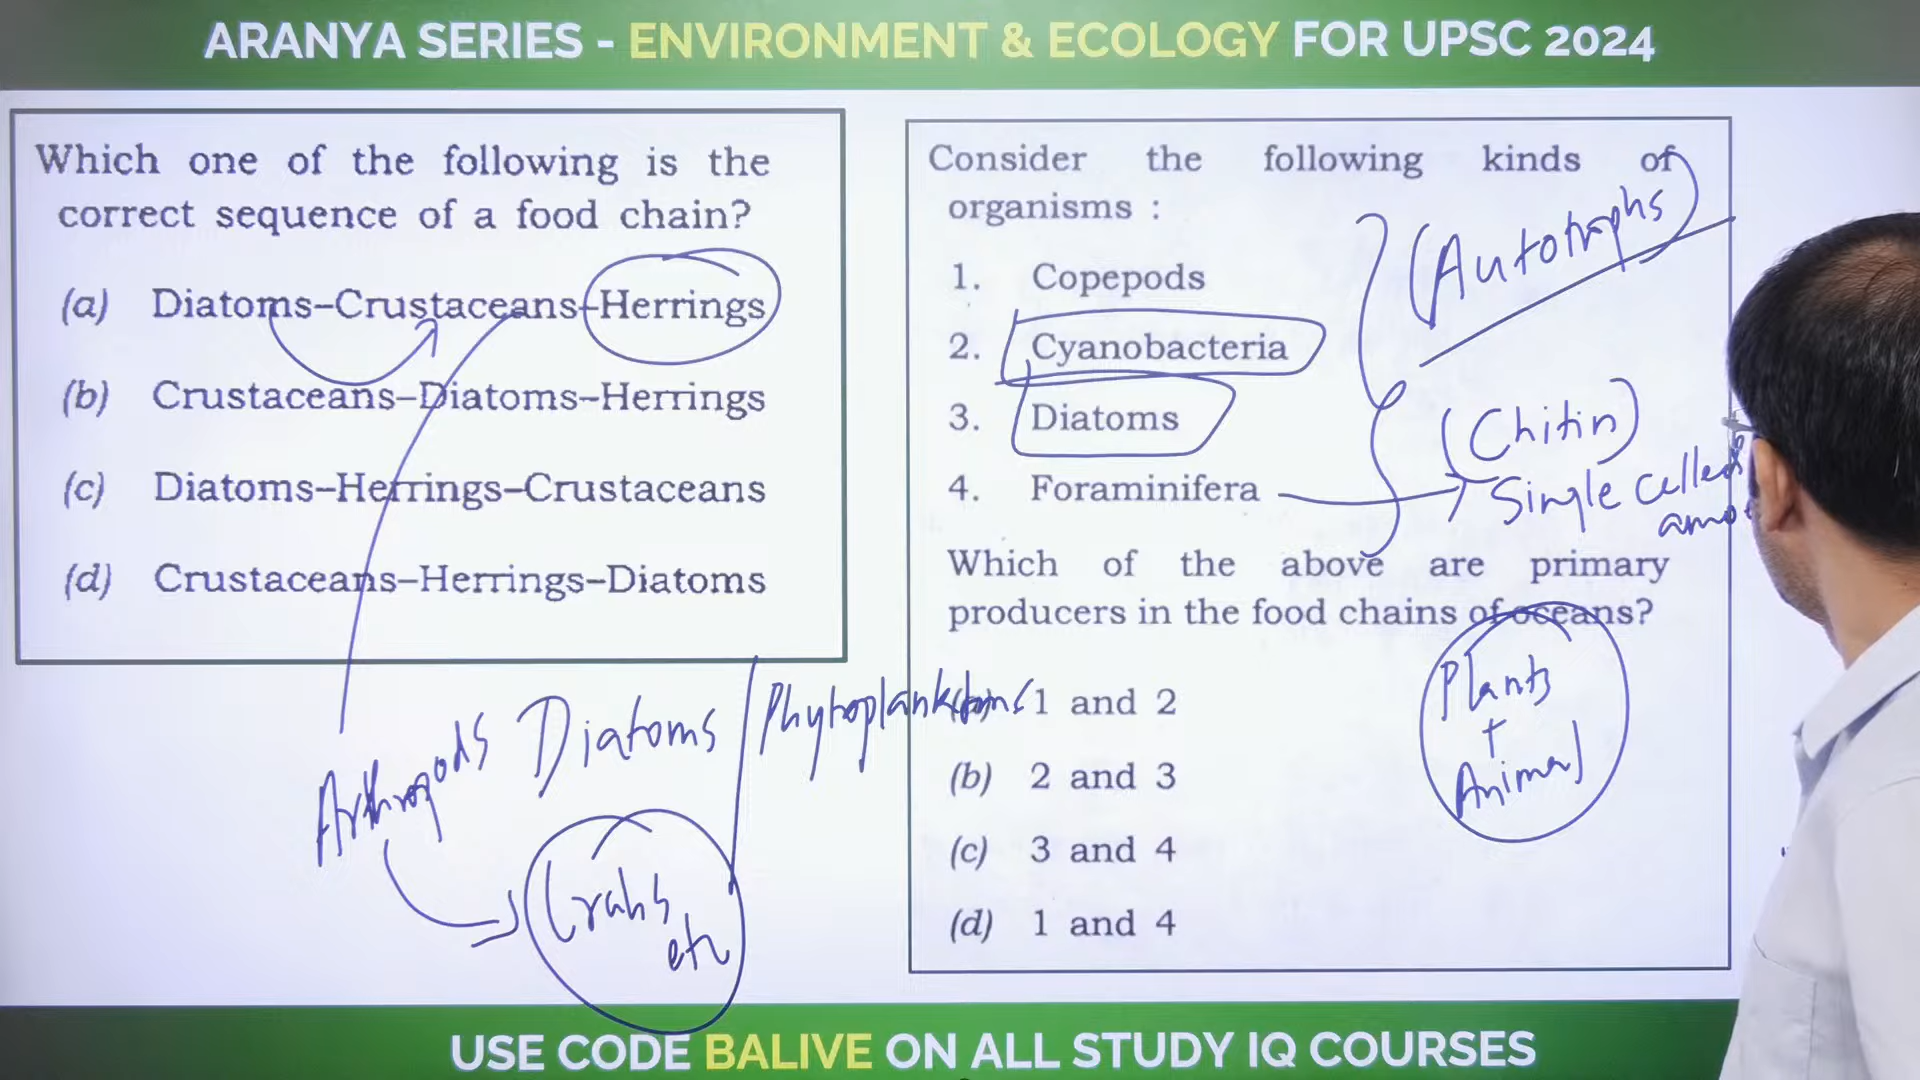 ARANYA SERIES - ENVIRONMENT & ECOLOGY FOR UPSC 2024
Which one of the following is the
correct sequence of a food chain?
(a) Diatoms–Crustaceans–Herrings
(b) Crustaceans–Diatoms–Herrings
(c) Diatoms–Herrings–Crustaceans
(d) Crustaceans–Herrings–Diatoms
Arthropods Diatoms / Phytoplanktons
Crabs
etc
Consider the following kinds of
organisms :
(Autotrophs)
1. Copepods
2. Cyanobacteria
3. Diatoms
(Chitin)
4. Foraminifera
Single celled
Which of the above are primary
producers in the food chains of oceans?
Plants
+
Animal
1 and 2
(b) 2 and 3
(c) 3 and 4
(d) 1 and 4
USE CODE BALIVE ON ALL STUDY IQ COURSES